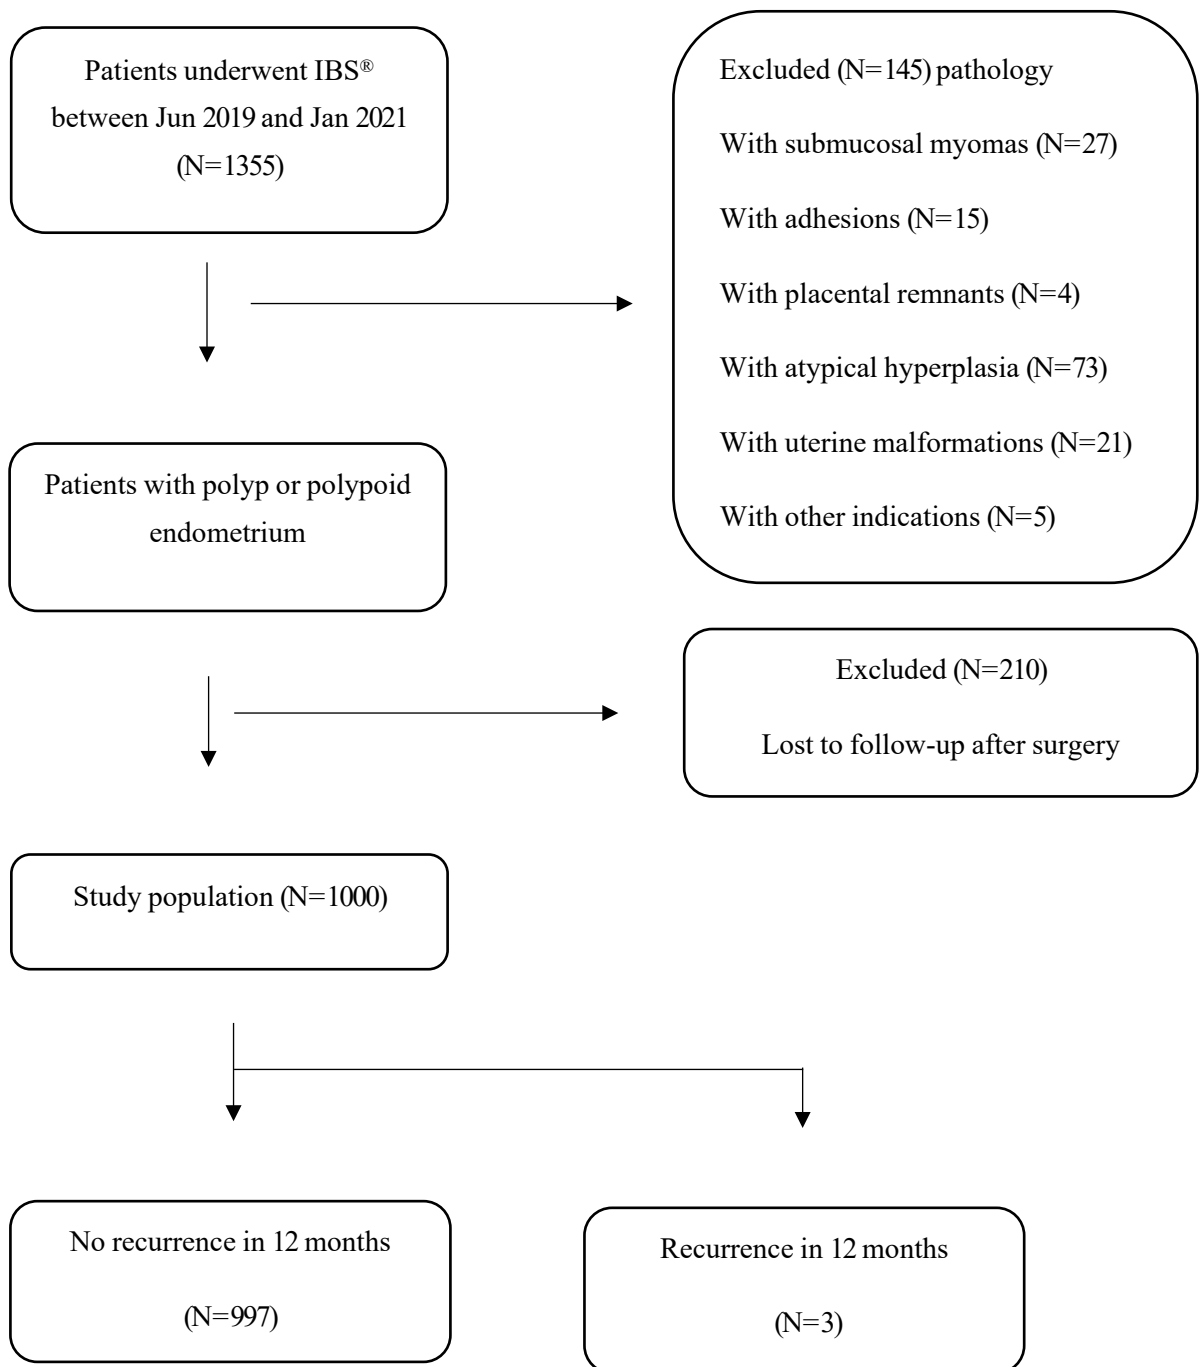 Patients underwent IBS®
between Jun 2019 and Jan 2021
(N=1355)
Excluded (N=145) pathology
With submucosal myomas (N=27)
With adhesions (N=15)
With placental remnants (N=4)
With atypical hyperplasia (N=73)
With uterine malformations (N=21)
With other indications (N=5)
Patients with polyp or polypoid
endometrium
Excluded (N=210)
Lost to follow-up after surgery
Study population (N=1000)
No recurrence in 12 months
(N=997)
Recurrence in 12 months
(N=3)